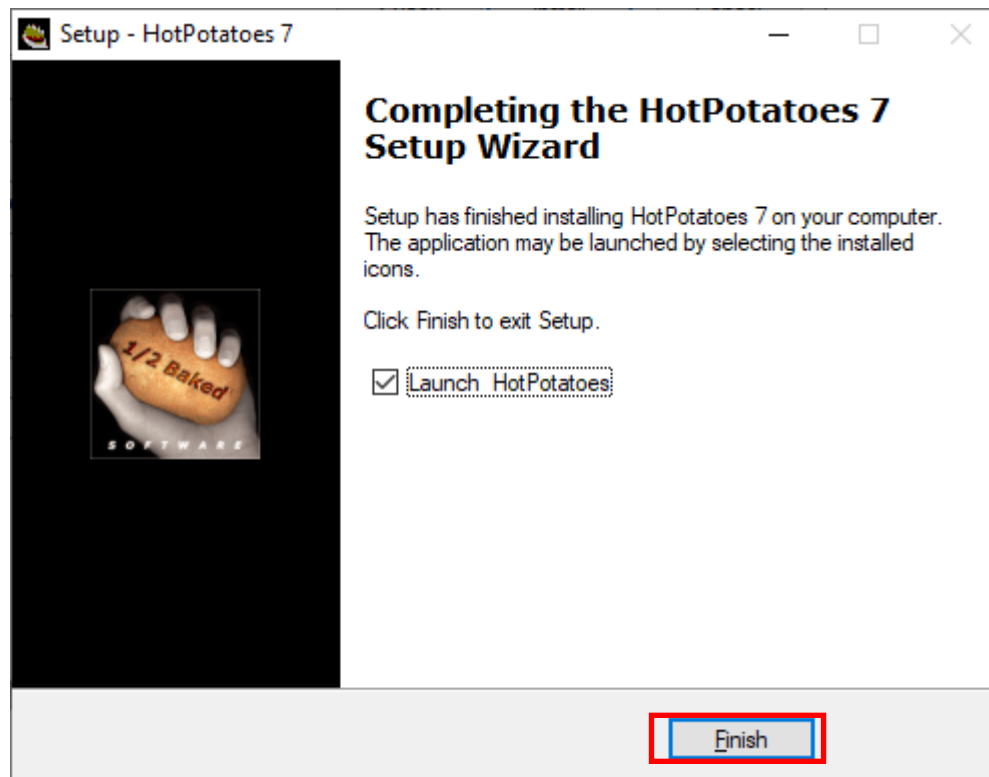 Setup - HotPotatoes 7
Completing the HotPotatoes 7
Setup Wizard
Setup has finished installing HotPotatoes 7 on your computer.
The application may be launched by selecting the installed
icons.
Click Finish to exit Setup.
1/2 Baked
SOFTWARE
Launch HotPotatoes
Finish